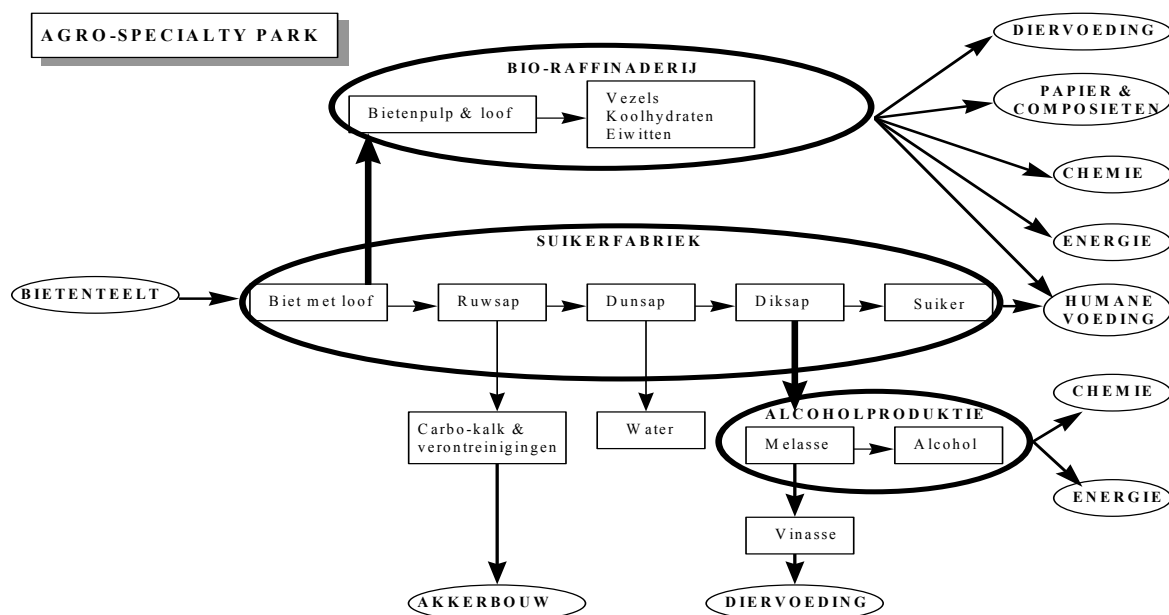 AGRO-SPECIALTY PARK
DIERVOEDING
BIO-RAFFINADERIJ
PAPIER &
COMPOSIETEN
Bietenpulp & loof
Vezels
Koolhydraten
Eiwitten
CHEMIE
ENERGIE
SUIKERFABRIEK
BIETENTEELT
Biet met loof
Ruwsap
Dunsap
Diksap
Suiker
HUMANE
VOEDING
CHEMIE
ALCOHOLPRODUKTIE
Carbo-kalk &
verontreinigingen
Water
Melasse
Alcohol
ENERGIE
Vinasse
AKKERBOUW
DIERVOEDING